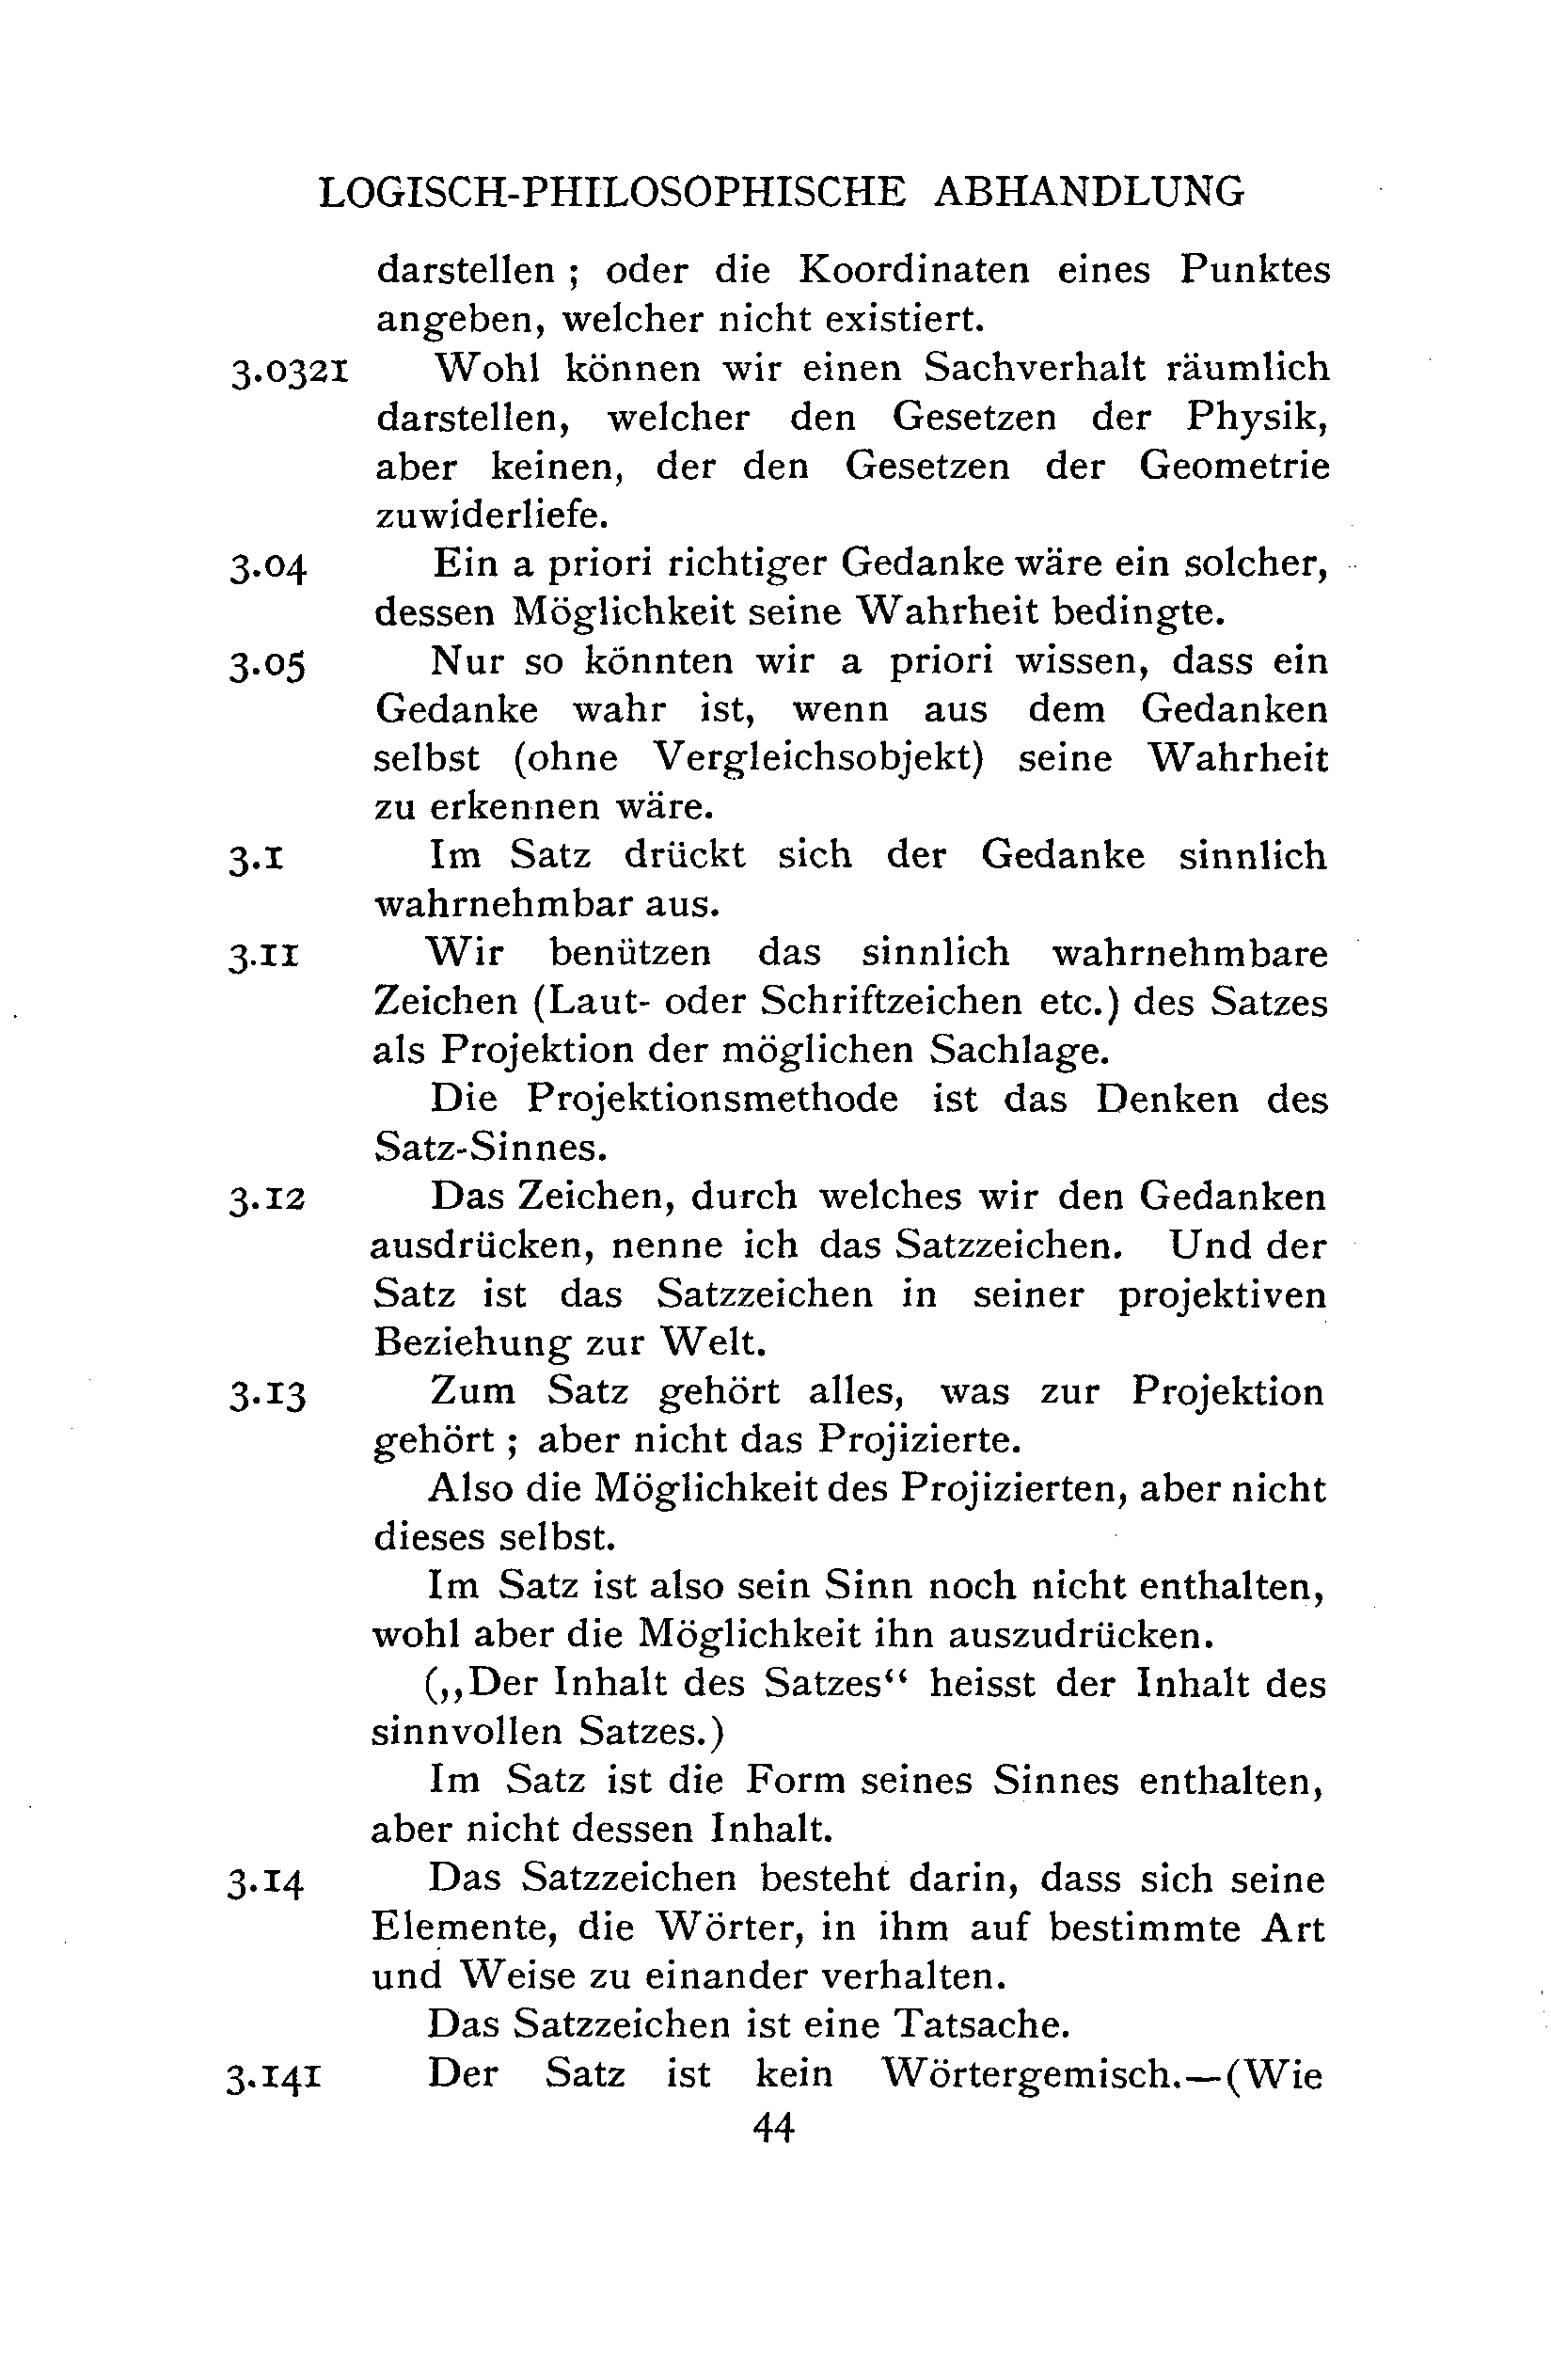 LOGISCH-PHILOSOPHISCHE ABHANDLUNG
darstellen ; oder die Koordinaten eines Punktes
angeben, welcher nicht existiert.
3.0321 Wohl können wir einen Sachverhalt räumlich
darstellen, welcher den Gesetzen der Physik,
aber keinen, der den Gesetzen der Geometrie
zuwiderliefe.
3.04 Ein a priori richtiger Gedanke wäre ein solcher,
dessen Möglichkeit seine Wahrheit bedingte.
3.05 Nur so könnten wir a priori wissen, dass ein
Gedanke wahr ist, wenn aus dem Gedanken
selbst (ohne Vergleichsobjekt) seine Wahrheit
zu erkennen wäre.
3.1 Im Satz drückt sich der Gedanke sinnlich
wahrnehmbar aus.
3.11 Wir benützen das sinnlich wahrnehmbare
Zeichen (Laut- oder Schriftzeichen etc.) des Satzes
als Projektion der möglichen Sachlage.
Die Projektionsmethode ist das Denken des
Satz-Sinnes.
3.12 Das Zeichen, durch welches wir den Gedanken
ausdrücken, nenne ich das Satzzeichen. Und der
Satz ist das Satzzeichen in seiner projektiven
Beziehung zur Welt.
3.13 Zum Satz gehört alles, was zur Projektion
gehört ; aber nicht das Projizierte.
Also die Möglichkeit des Projizierten, aber nicht
dieses selbst.
Im Satz ist also sein Sinn noch nicht enthalten,
wohl aber die Möglichkeit ihn auszudrücken.
(„Der Inhalt des Satzes“ heisst der Inhalt des
sinnvollen Satzes.)
Im Satz ist die Form seines Sinnes enthalten,
aber nicht dessen Inhalt.
3.14 Das Satzzeichen besteht darin, dass sich seine
Elemente, die Wörter, in ihm auf bestimmte Art
und Weise zu einander verhalten.
Das Satzzeichen ist eine Tatsache.
3.141 Der Satz ist kein Wörtergemisch.—(Wie
44